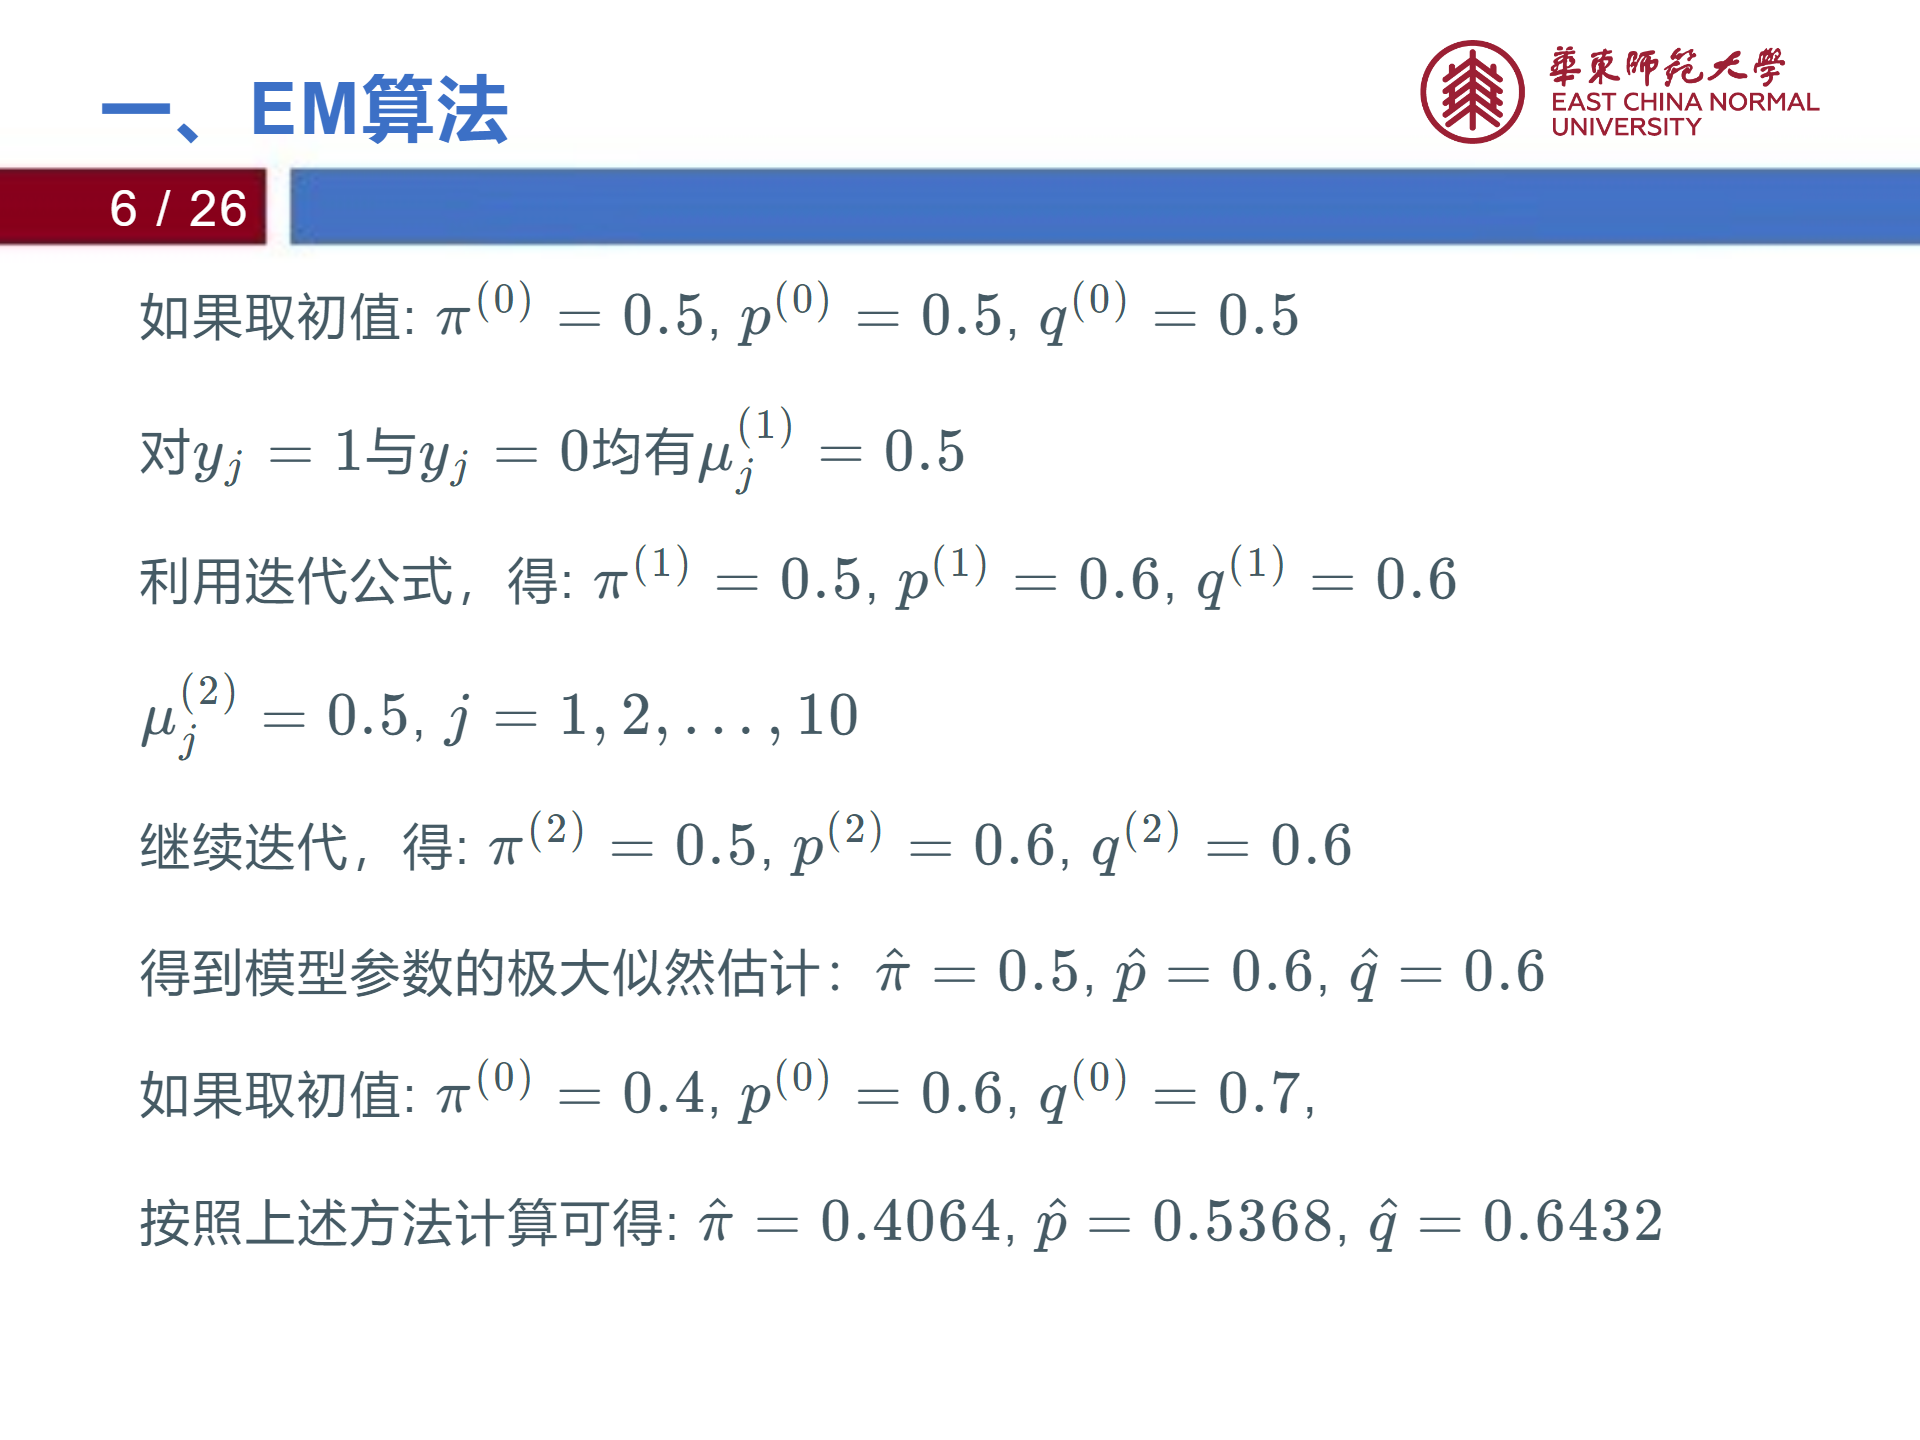 一、EM算法
華東師範大學
EAST CHINA NORMAL
UNIVERSITY
6 / 26
如果取初值: π^(0) = 0.5, p^(0) = 0.5, q^(0) = 0.5
对y_j = 1与y_j = 0均有μ_j^(1) = 0.5
利用迭代公式，得: π^(1) = 0.5, p^(1) = 0.6, q^(1) = 0.6
μ_j^(2) = 0.5, j = 1, 2, . . . , 10
继续迭代，得: π^(2) = 0.5, p^(2) = 0.6, q^(2) = 0.6
得到模型参数的极大似然估计：π̂ = 0.5, p̂ = 0.6, q̂ = 0.6
如果取初值: π^(0) = 0.4, p^(0) = 0.6, q^(0) = 0.7,
按照上述方法计算可得: π̂ = 0.4064, p̂ = 0.5368, q̂ = 0.6432